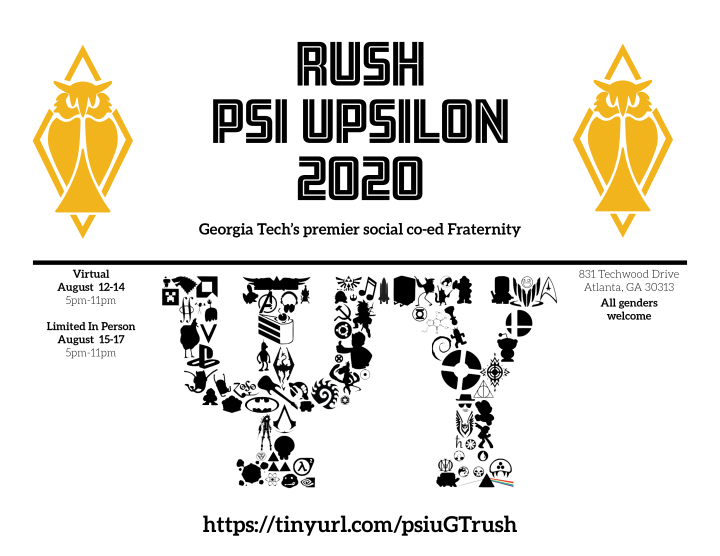 RUSH
PSI UPSILON
2020
Georgia Tech's premier social co-ed Fraternity
Virtual
August 12-14
5pm-11pm
Limited In Person
August 15-17
5pm-11pm
831 Techwood Drive
Atlanta, GA 30313
All genders
welcome
https://tinyurl.com/psiuGTrush